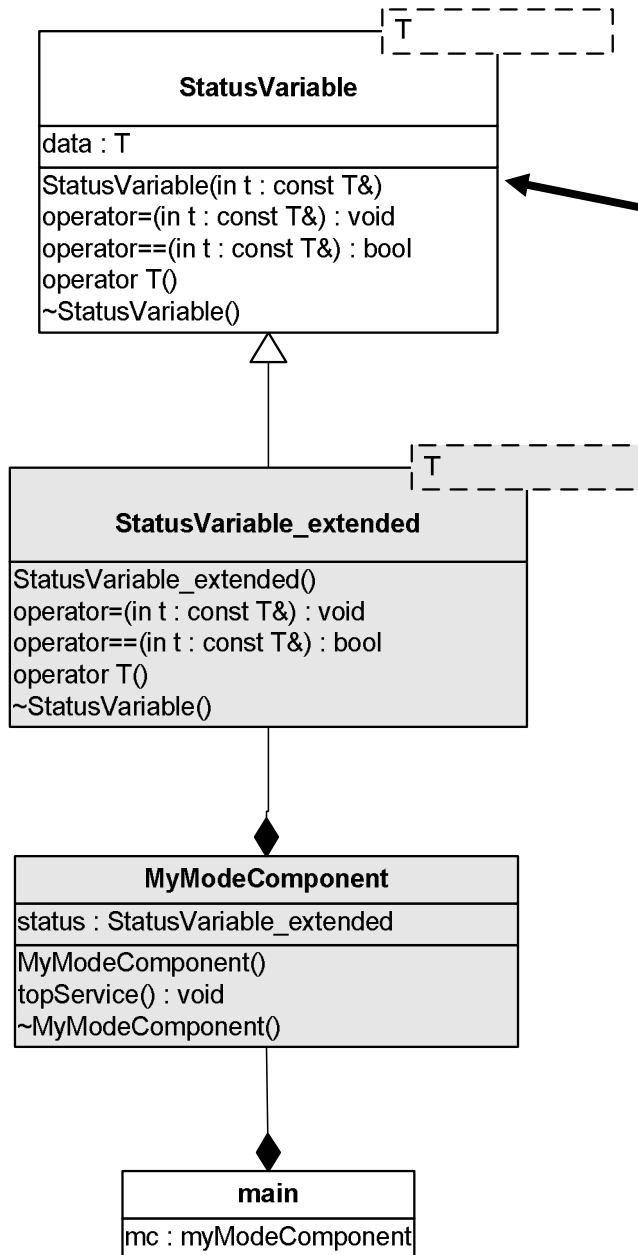 T
StatusVariable
data : T
StatusVariable(in t : const T&)
operator=(in t : const T&) : void
operator==(in t : const T&) : bool
operator T()
~StatusVariable()
T
StatusVariable_extended
StatusVariable_extended()
operator=(in t : const T&) : void
operator==(in t : const T&) : bool
operator T()
~StatusVariable()
MyModeComponent
status : StatusVariable_extended
MyModeComponent()
topService() : void
~MyModeComponent()
main
mc : myModeComponent